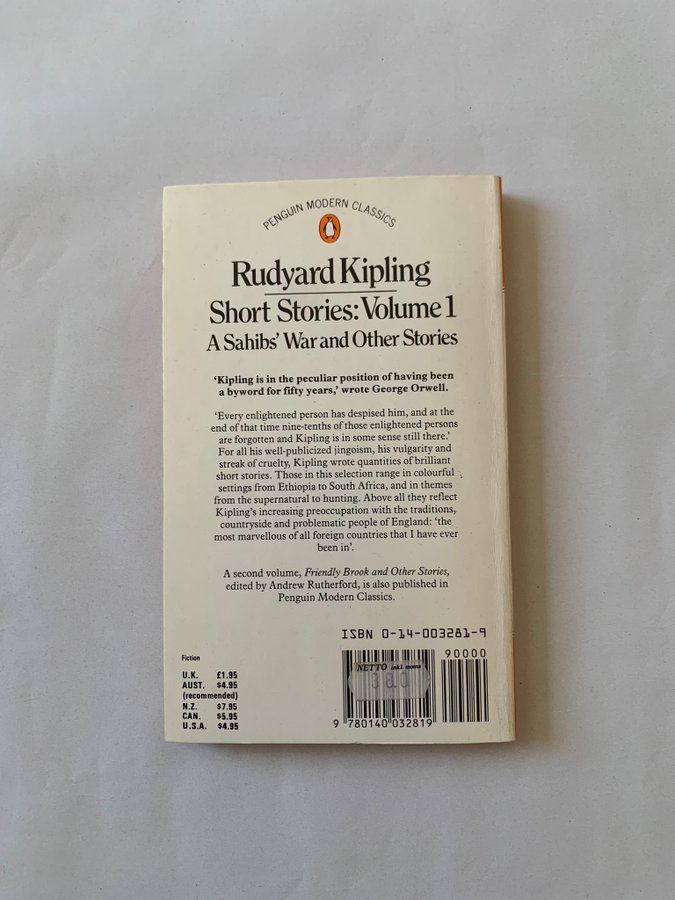 PENGUIN MODERN CLASSICS
Rudyard Kipling
Short Stories: Volume 1
A Sahibs' War and Other Stories
'Kipling is in the peculiar position of having been
a byword for fifty years,' wrote George Orwell.
'Every enlightened person has despised him, and at the
end of that time nine-tenths of those enlightened persons
are forgotten and Kipling is in some sense still there.'
For all his well-publicized jingoism, his vulgarity and
streak of cruelty, Kipling wrote quantities of brilliant
short stories. Those in this selection range in colourful
settings from Ethiopia to South Africa, and in themes
from the supernatural to hunting. Above all they reflect
Kipling's increasing preoccupation with the traditions,
countryside and problematic people of England: 'the
most marvellous of all foreign countries that I have ever
been in'.
A second volume, Friendly Brook and Other Stories,
edited by Andrew Rutherford, is also published in
Penguin Modern Classics.
ISBN 0-14-003281-9
Fiction
U.K. £1.95
AUST. $4.95
(recommended)
N.Z. $7.95
CAN. $5.95
U.S.A. $4.95
90000
NETTO inkl. moms
9 780140 032819